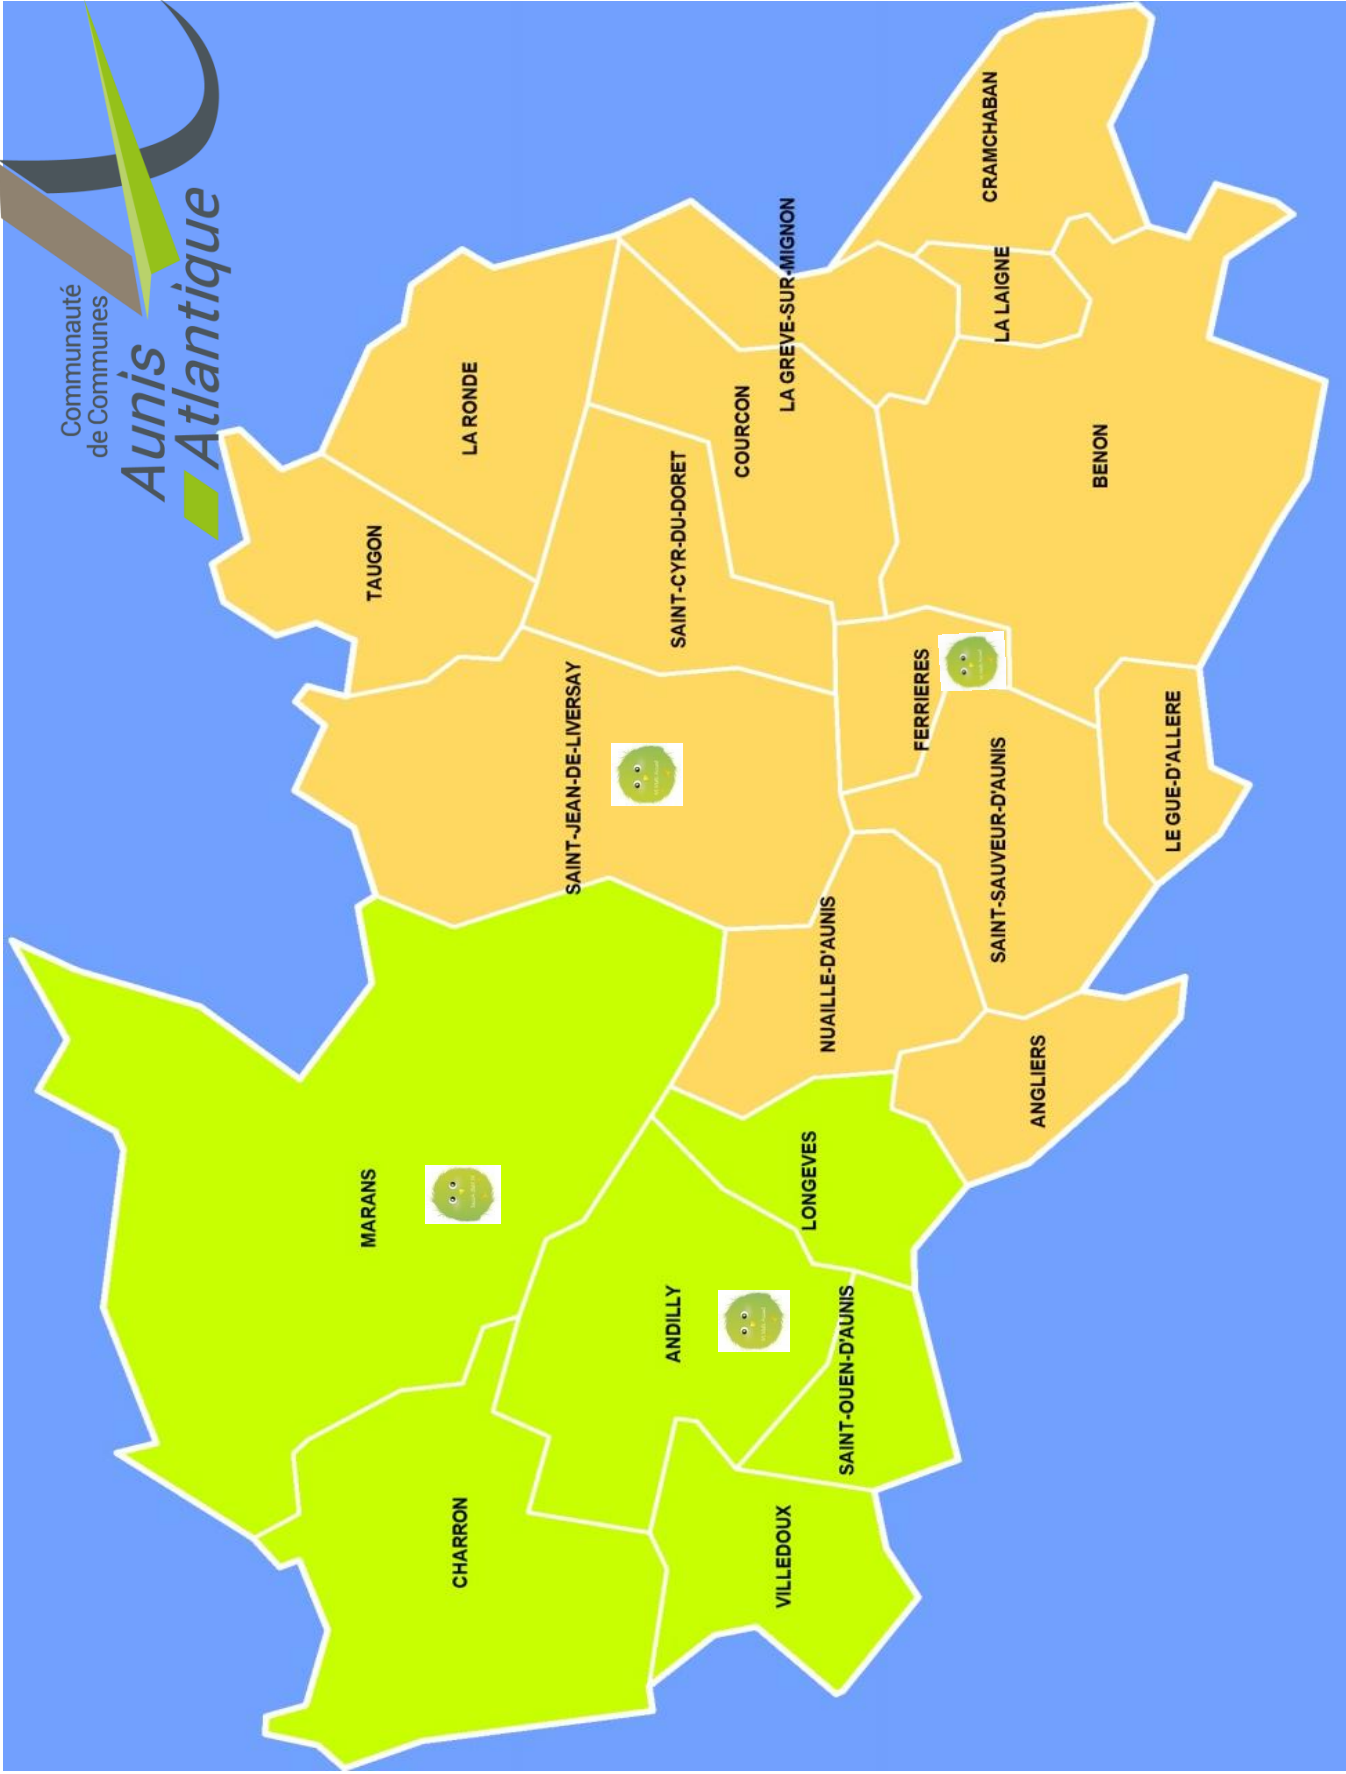 Communauté
de Communes
Aunis
Atlantique
MARANS
CHARRON
TAUGON
LA RONDE
SAINT-JEAN-DE-LIVERSAY
ANDILLY
SAINT-CYR-DU-DORET
COURCON
LA GREVE-SUR-MIGNON
CRAMCHABAN
LA LAIGNE
VILLEDOUX
LONGEVES
NUAILLE-D'AUNIS
SAINT-OUEN-D'AUNIS
FERRIERES
BENON
SAINT-SAUVEUR-D'AUNIS
ANGLIERS
LE GUE-D'ALLERE